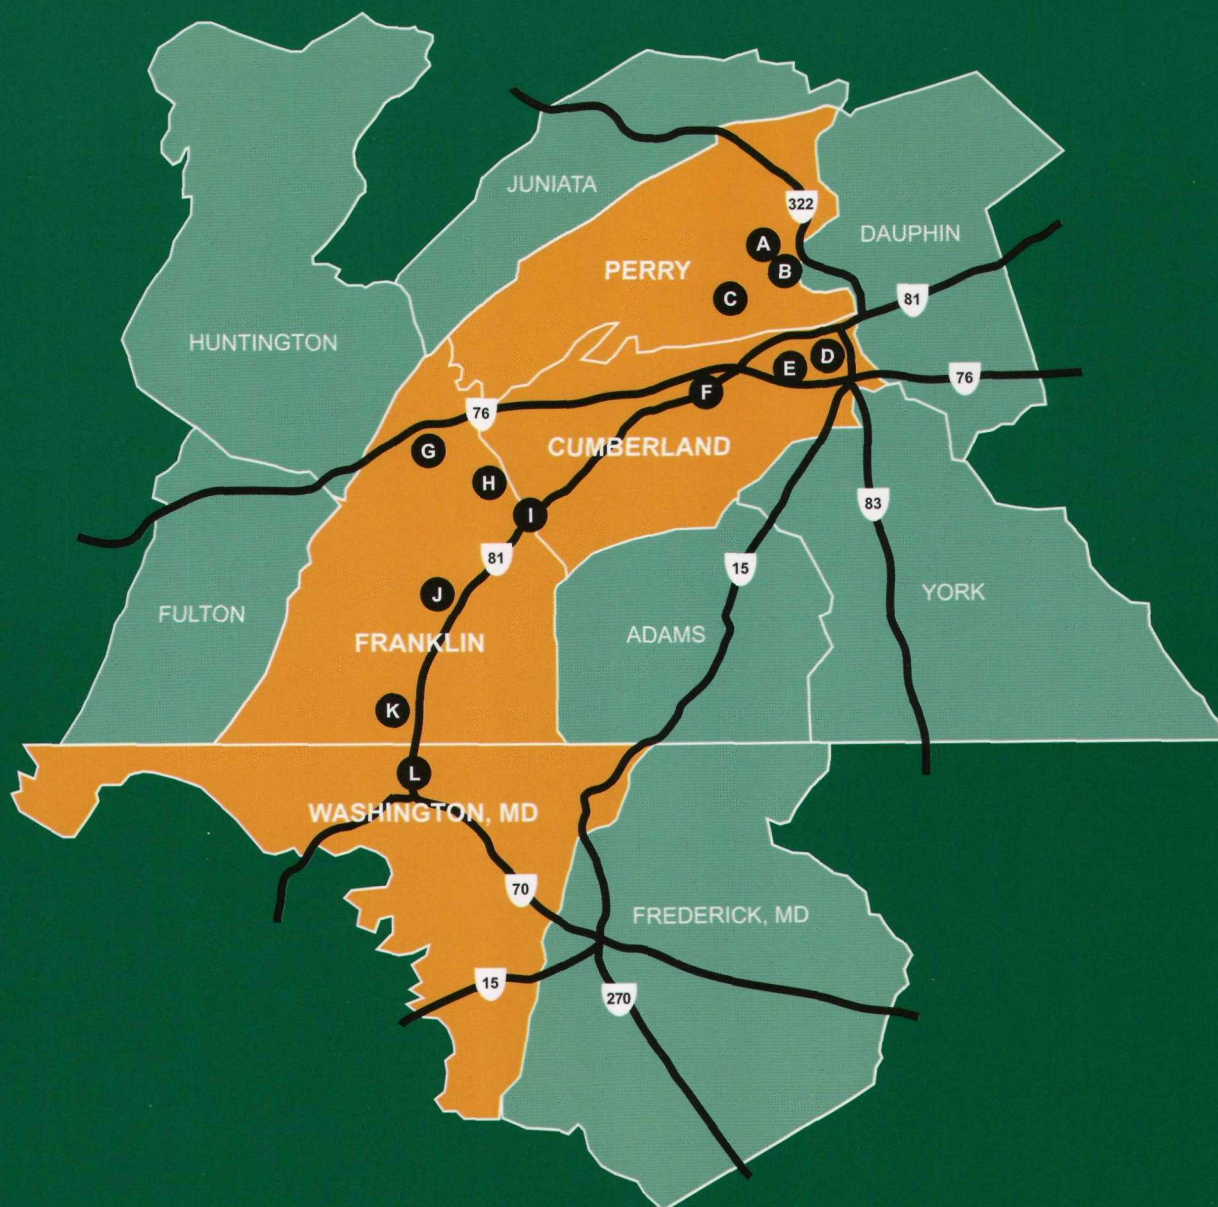 JUNIATA
322
DAUPHIN
A
PERRY
B
C
81
HUNTINGTON
D
E
76
F
76
CUMBERLAND
G
H
83
I
81
15
J
YORK
FULTON
ADAMS
FRANKLIN
K
L
WASHINGTON, MD
70
FREDERICK, MD
15
270